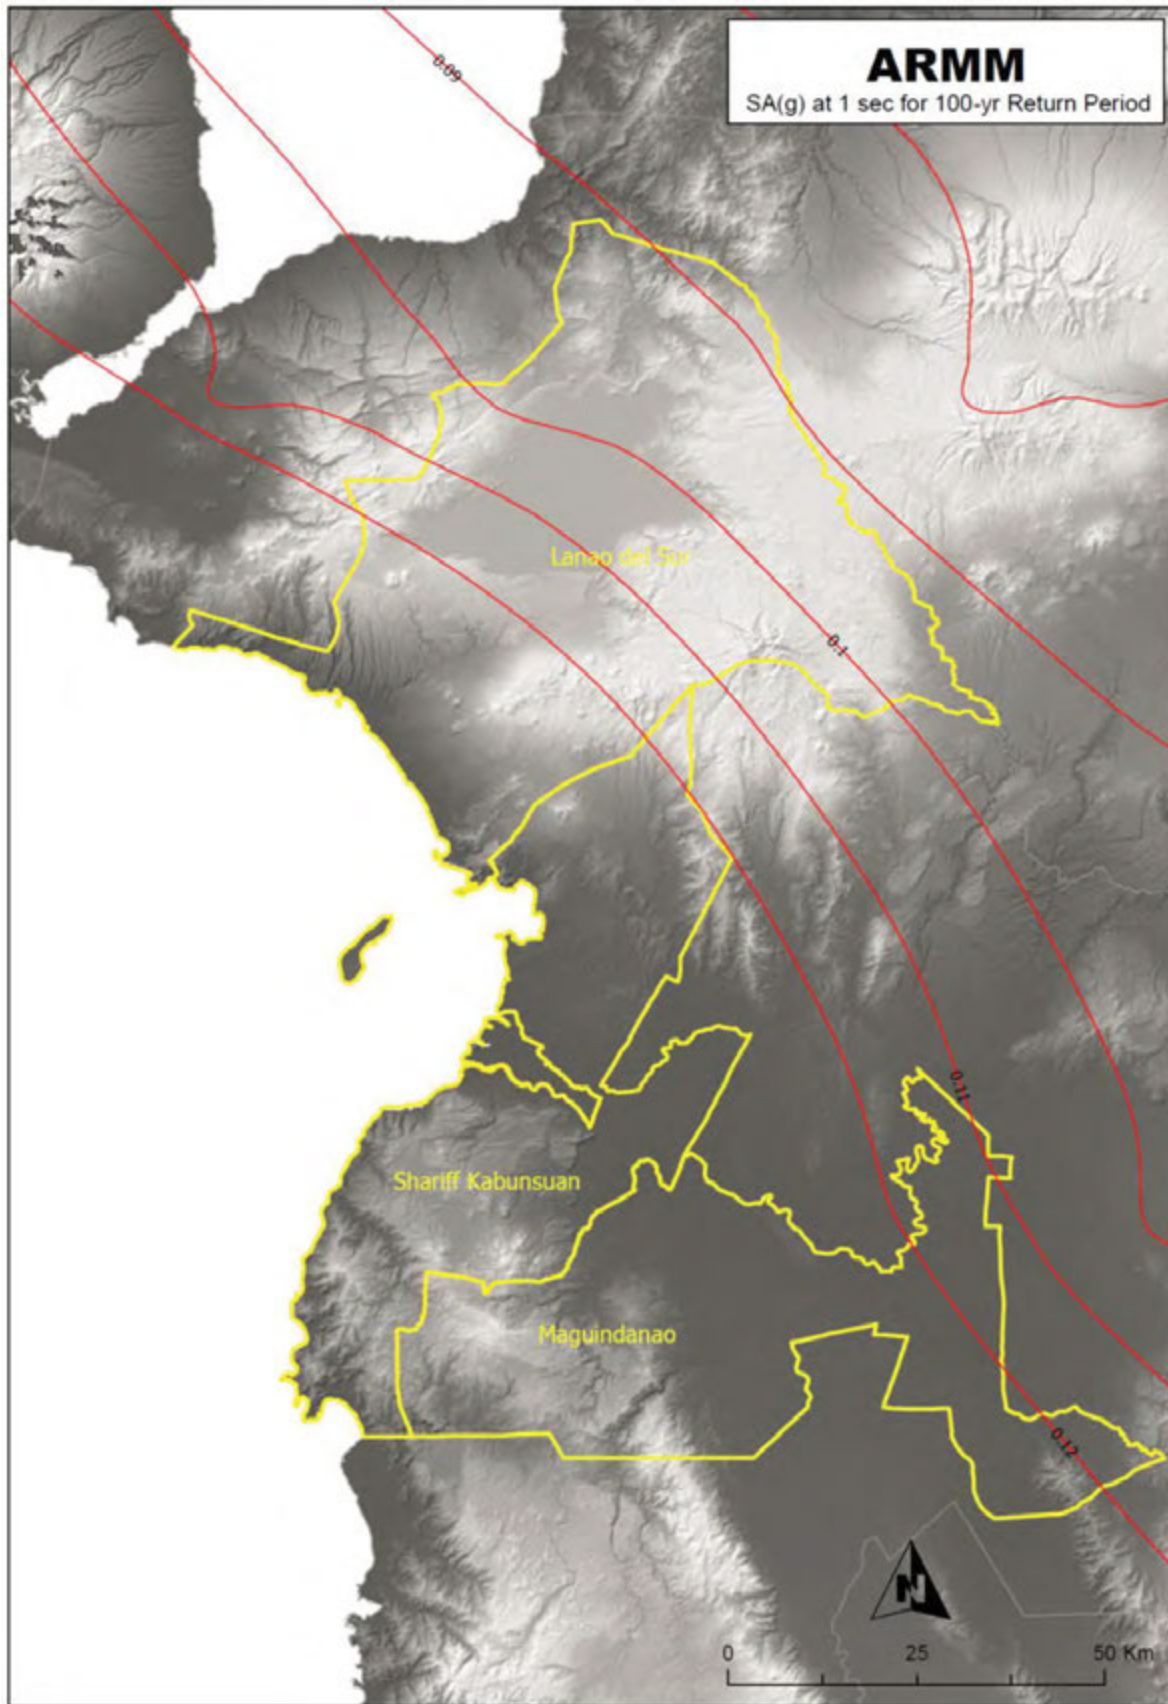 ARMM
SA(g) at 1 sec for 100-yr Return Period
0.09
Lanao del Sur
0.1
0.11
Shariff Kabunsuan
Maguindanao
0.12
N
0 25 50 Km